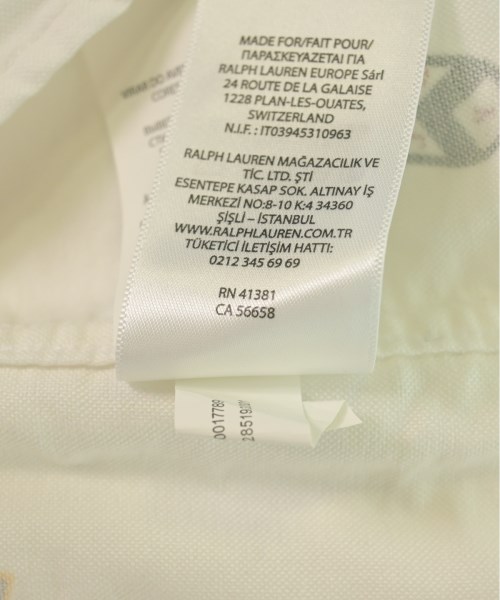 MADE FOR/FAIT POUR/
ΠΑΡΑΣΚΕΥΑΖΕΤΑΙ ΓΙΑ
RALPH LAUREN EUROPE Sárl
24 ROUTE DE LA GALAISE
1228 PLAN-LES-OUATES,
SWITZERLAND
N.I.F. : IT03945310963
RALPH LAUREN MAĞAZACILIK VE
TİC. LTD. ŞTİ
ESENTEPE KASAP SOK. ALTINAY İŞ
MERKEZİ NO:8-10 K:4 34360
ŞİŞLİ – İSTANBUL
WWW.RALPHLAUREN.COM.TR
TÜKETİCİ İLETİŞİM HATTI:
0212 345 69 69
RN 41381
CA 56658